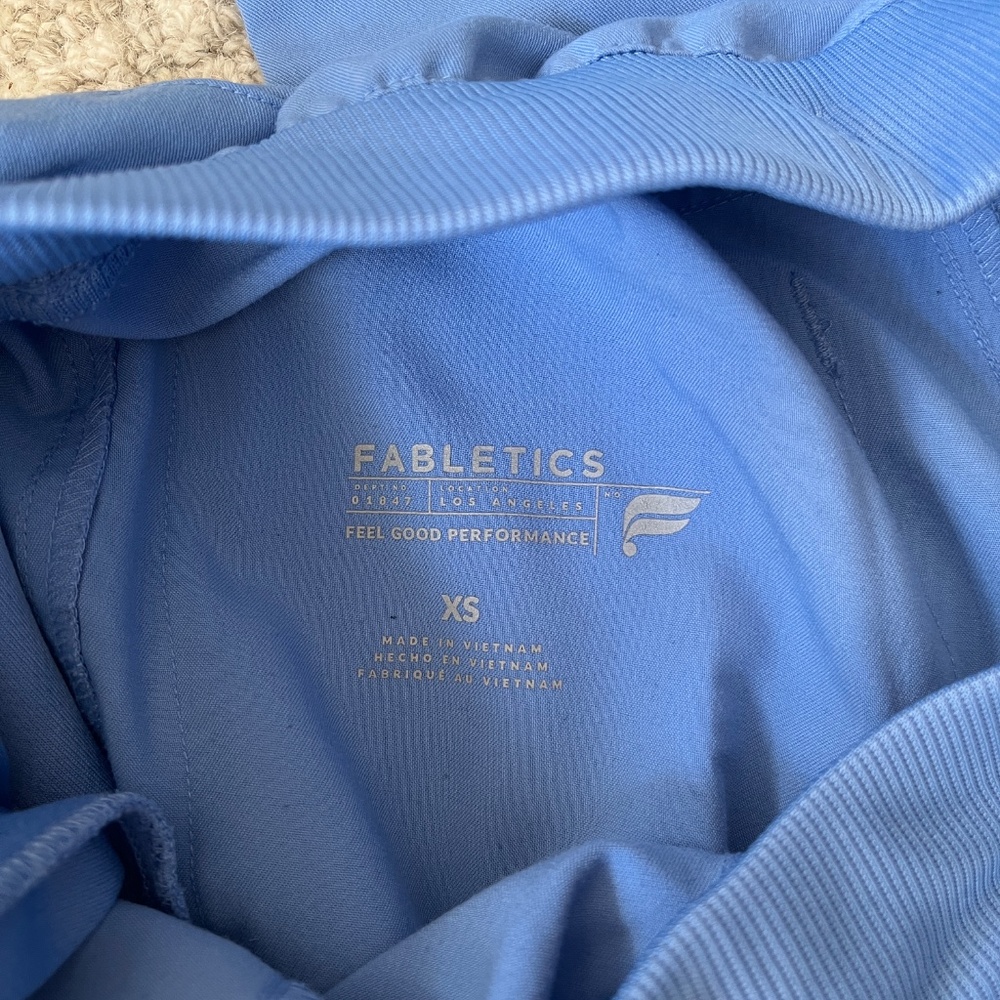 FABLETICS
DEPT NO. LOCATION NO.
01847 LOS ANGELES
FEEL GOOD PERFORMANCE
XS
MADE IN VIETNAM
HECHO EN VIETNAM
FABRIQUÉ AU VIETNAM